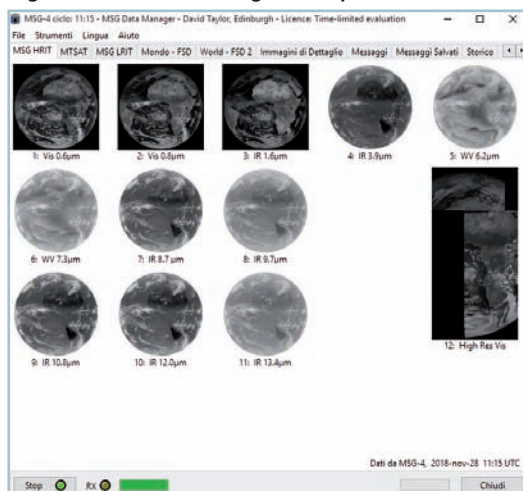 MSG-4 ciclo: 11:15 - MSG Data Manager - David Taylor, Edinburgh - Licence: Time-limited evaluation
File Strumenti Lingua Aiuto
MSG HRIT MTSAT MSG LRIT Mondo - FSD World - FSD 2 Immagini di Dettaglio Messaggi Messaggi Salvati Storico
1: Vis 0.6µm 2: Vis 0.8µm 3: IR 1.6µm 4: IR 3.9µm 5: WV 6.2µm
6: WV 7.3µm 7: IR 8.7 µm 8: IR 9.7µm
9: IR 10.8µm 10: IR 12.0µm 11: IR 13.4µm 12: High Res Vis
Dati da MSG-4, 2018-nov-28 11:15 UTC
Stop RX Chiudi